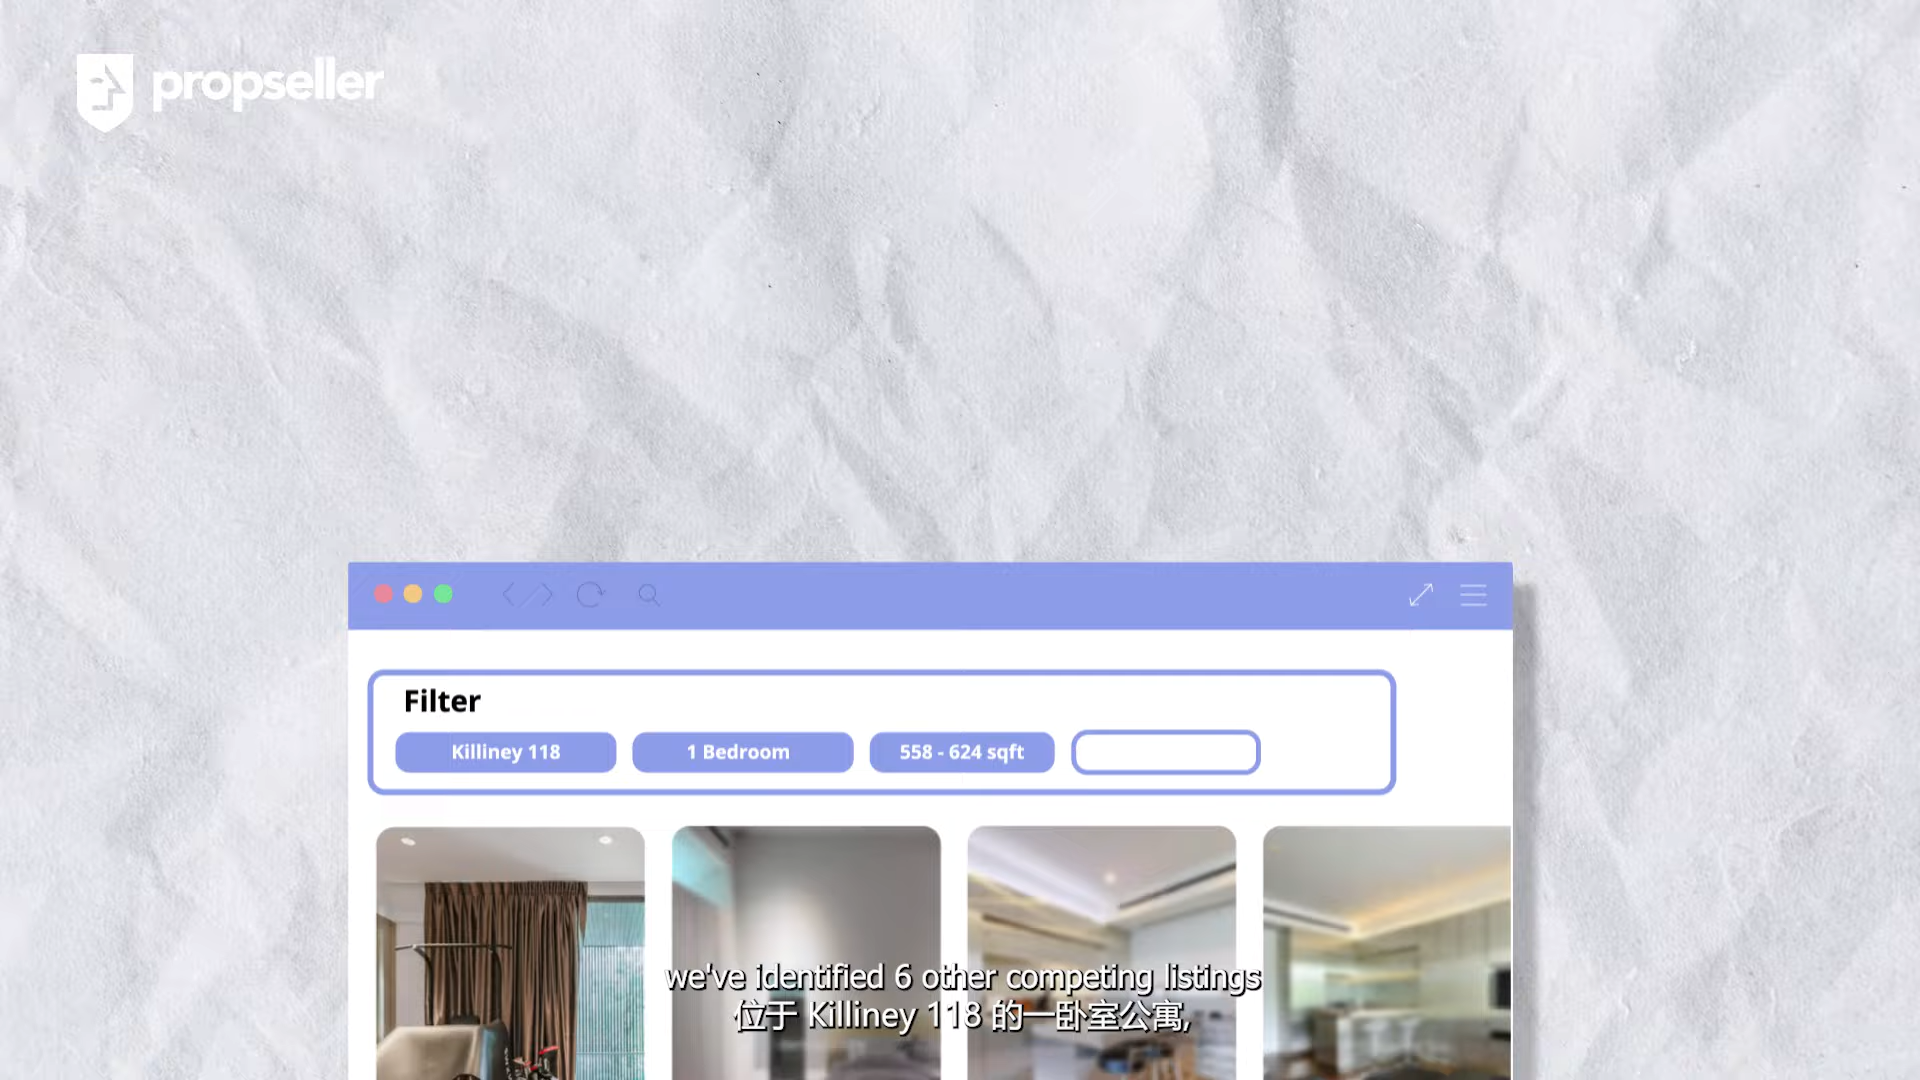 propseller
Filter
Killiney 118
1 Bedroom
558 - 624 sqft
we've identified 6 other competing listings
位于 Killiney 118 的一卧室公寓,